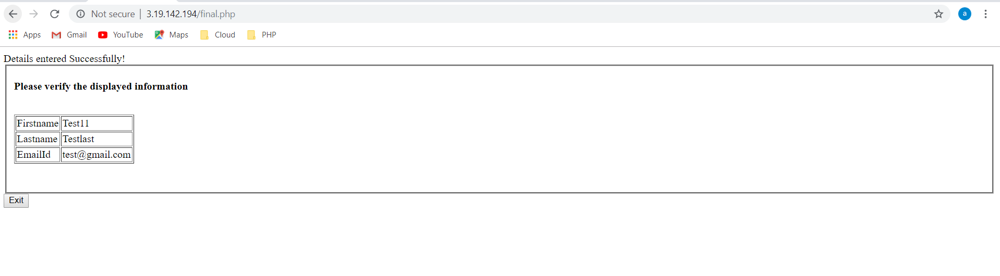 Not secure | 3.19.142.194/final.php
a
Apps Gmail YouTube Maps Cloud PHP
Details entered Successfully!
Please verify the displayed information
Firstname Test11
Lastname Testlast
EmailId test@gmail.com
Exit